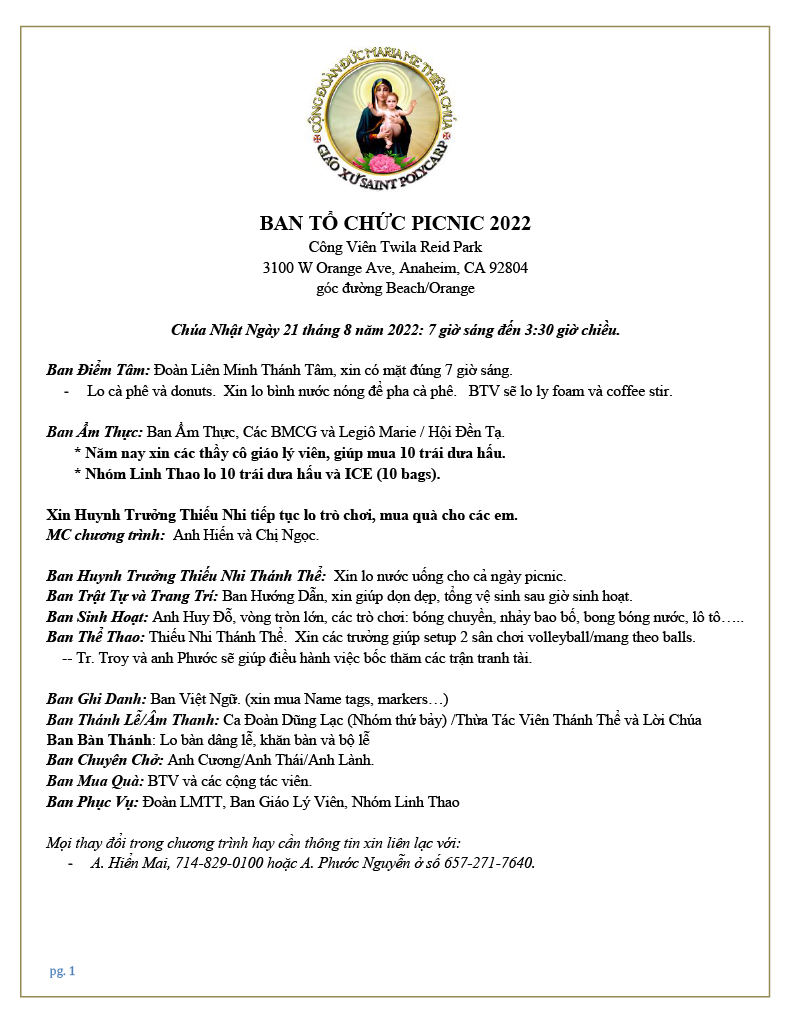 CỘNG ĐOÀN ĐỨC MARIA MẸ THIÊN CHÚA
GIÁO XỨ SAINT POLYCARP
BAN TỔ CHỨC PICNIC 2022
Công Viên Twila Reid Park
3100 W Orange Ave, Anaheim, CA 92804
góc đường Beach/Orange
Chúa Nhật Ngày 21 tháng 8 năm 2022: 7 giờ sáng đến 3:30 giờ chiều.
Ban Điểm Tâm: Đoàn Liên Minh Thánh Tâm, xin có mặt đúng 7 giờ sáng.
- Lo cà phê và donuts. Xin lo bình nước nóng để pha cà phê. BTV sẽ lo ly foam và coffee stir.
Ban Ẩm Thực: Ban Ẩm Thực, Các BMCG và Legiô Marie / Hội Đền Tạ.
* Năm nay xin các thầy cô giáo lý viên, giúp mua 10 trái dưa hấu.
* Nhóm Linh Thao lo 10 trái dưa hấu và ICE (10 bags).
Xin Huynh Trưởng Thiếu Nhi tiếp tục lo trò chơi, mua quà cho các em.
MC chương trình: Anh Hiến và Chị Ngọc.
Ban Huynh Trưởng Thiếu Nhi Thánh Thể: Xin lo nước uống cho cả ngày picnic.
Ban Trật Tự và Trang Trí: Ban Hướng Dẫn, xin giúp dọn dẹp, tổng vệ sinh sau giờ sinh hoạt.
Ban Sinh Hoạt: Anh Huy Đỗ, vòng tròn lớn, các trò chơi: bóng chuyền, nhảy bao bố, bong bóng nước, lô tô…..
Ban Thể Thao: Thiếu Nhi Thánh Thể. Xin các trưởng giúp setup 2 sân chơi volleyball/mang theo balls.
-- Tr. Troy và anh Phước sẽ giúp điều hành việc bốc thăm các trận tranh tài.
Ban Ghi Danh: Ban Việt Ngữ. (xin mua Name tags, markers…)
Ban Thánh Lễ/Âm Thanh: Ca Đoàn Dũng Lạc (Nhóm thứ bảy) /Thừa Tác Viên Thánh Thể và Lời Chúa
Ban Bàn Thánh: Lo bàn dâng lễ, khăn bàn và bộ lễ
Ban Chuyên Chở: Anh Cương/Anh Thái/Anh Lành.
Ban Mua Quà: BTV và các cộng tác viên.
Ban Phục Vụ: Đoàn LMTT, Ban Giáo Lý Viên, Nhóm Linh Thao
Mọi thay đổi trong chương trình hay cần thông tin xin liên lạc với:
- A. Hiển Mai, 714-829-0100 hoặc A. Phước Nguyễn ở số 657-271-7640.
pg. 1